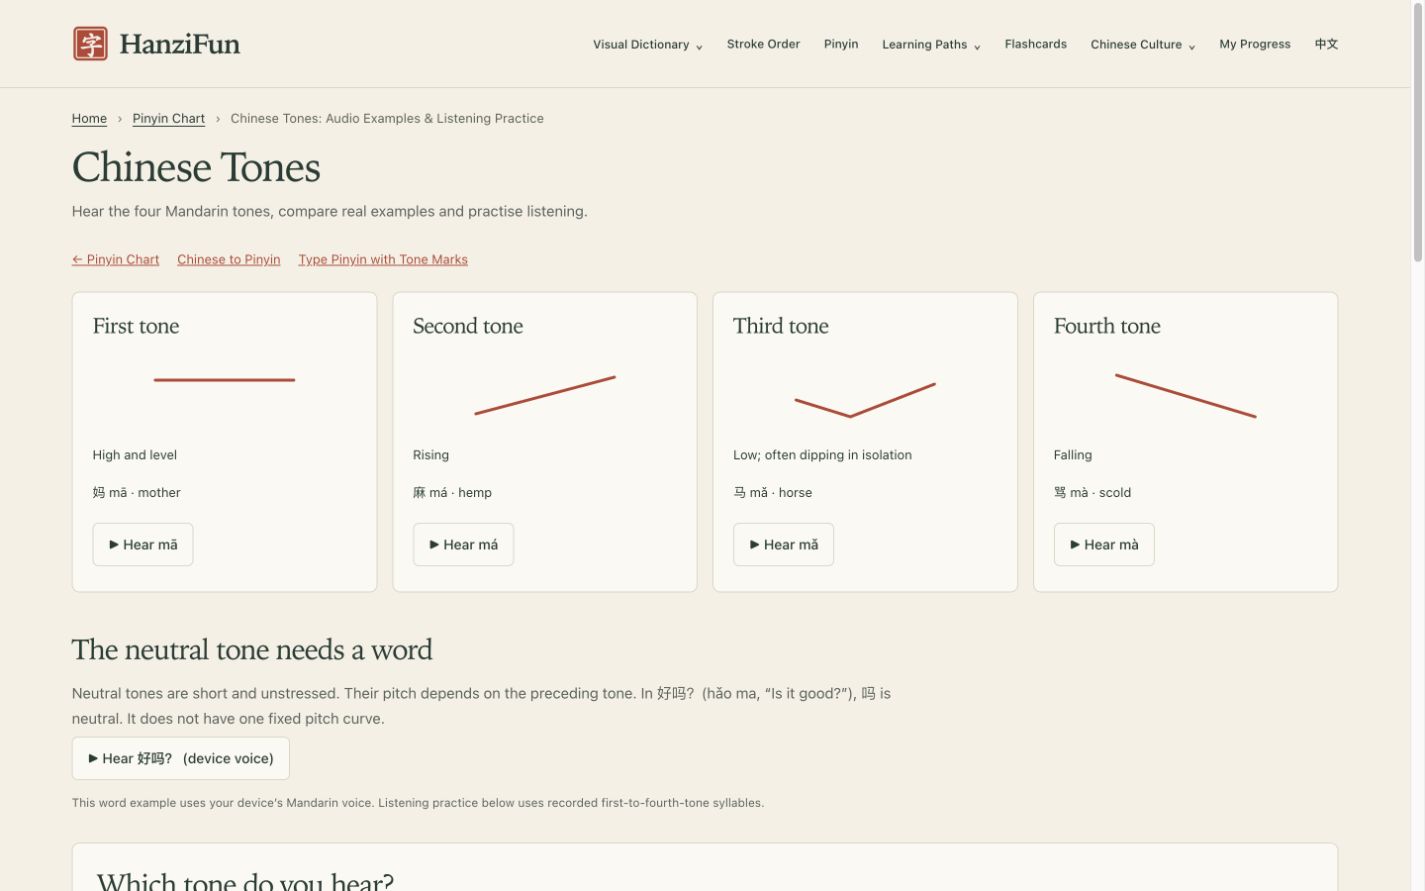 字 HanziFun
Visual Dictionary Stroke Order Pinyin Learning Paths Flashcards Chinese Culture My Progress 中文
Home › Pinyin Chart › Chinese Tones: Audio Examples & Listening Practice
Chinese Tones
Hear the four Mandarin tones, compare real examples and practise listening.
← Pinyin Chart Chinese to Pinyin Type Pinyin with Tone Marks
First tone
High and level
妈 mā · mother
▶ Hear mā
Second tone
Rising
麻 má · hemp
▶ Hear má
Third tone
Low; often dipping in isolation
马 mǎ · horse
▶ Hear mǎ
Fourth tone
Falling
骂 mà · scold
▶ Hear mà
The neutral tone needs a word
Neutral tones are short and unstressed. Their pitch depends on the preceding tone. In 好吗？(hǎo ma, “Is it good?”), 吗 is
neutral. It does not have one fixed pitch curve.
▶ Hear 好吗？ (device voice)
This word example uses your device's Mandarin voice. Listening practice below uses recorded first-to-fourth-tone syllables.
Which tone do you hear?